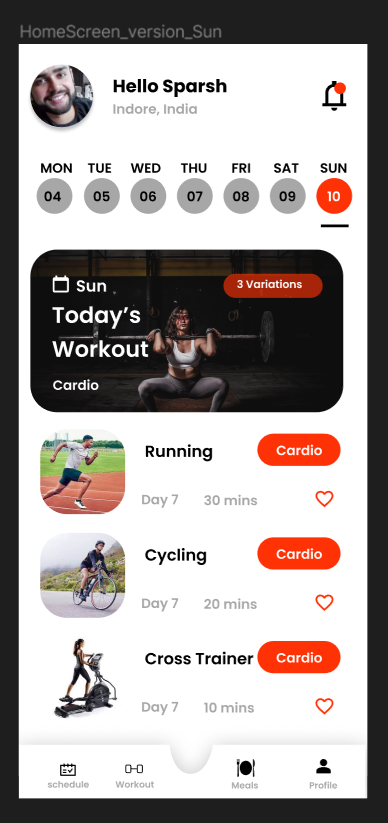 HomeScreen_version_Sun
Hello Sparsh
Indore, India
MON TUE WED THU FRI SAT SUN
04 05 06 07 08 09 10
Sun
3 Variations
Today's
Workout
Cardio
Running Cardio
Day 7 30 mins
Cycling Cardio
Day 7 20 mins
Cross Trainer Cardio
Day 7 10 mins
schedule Workout Meals Profile